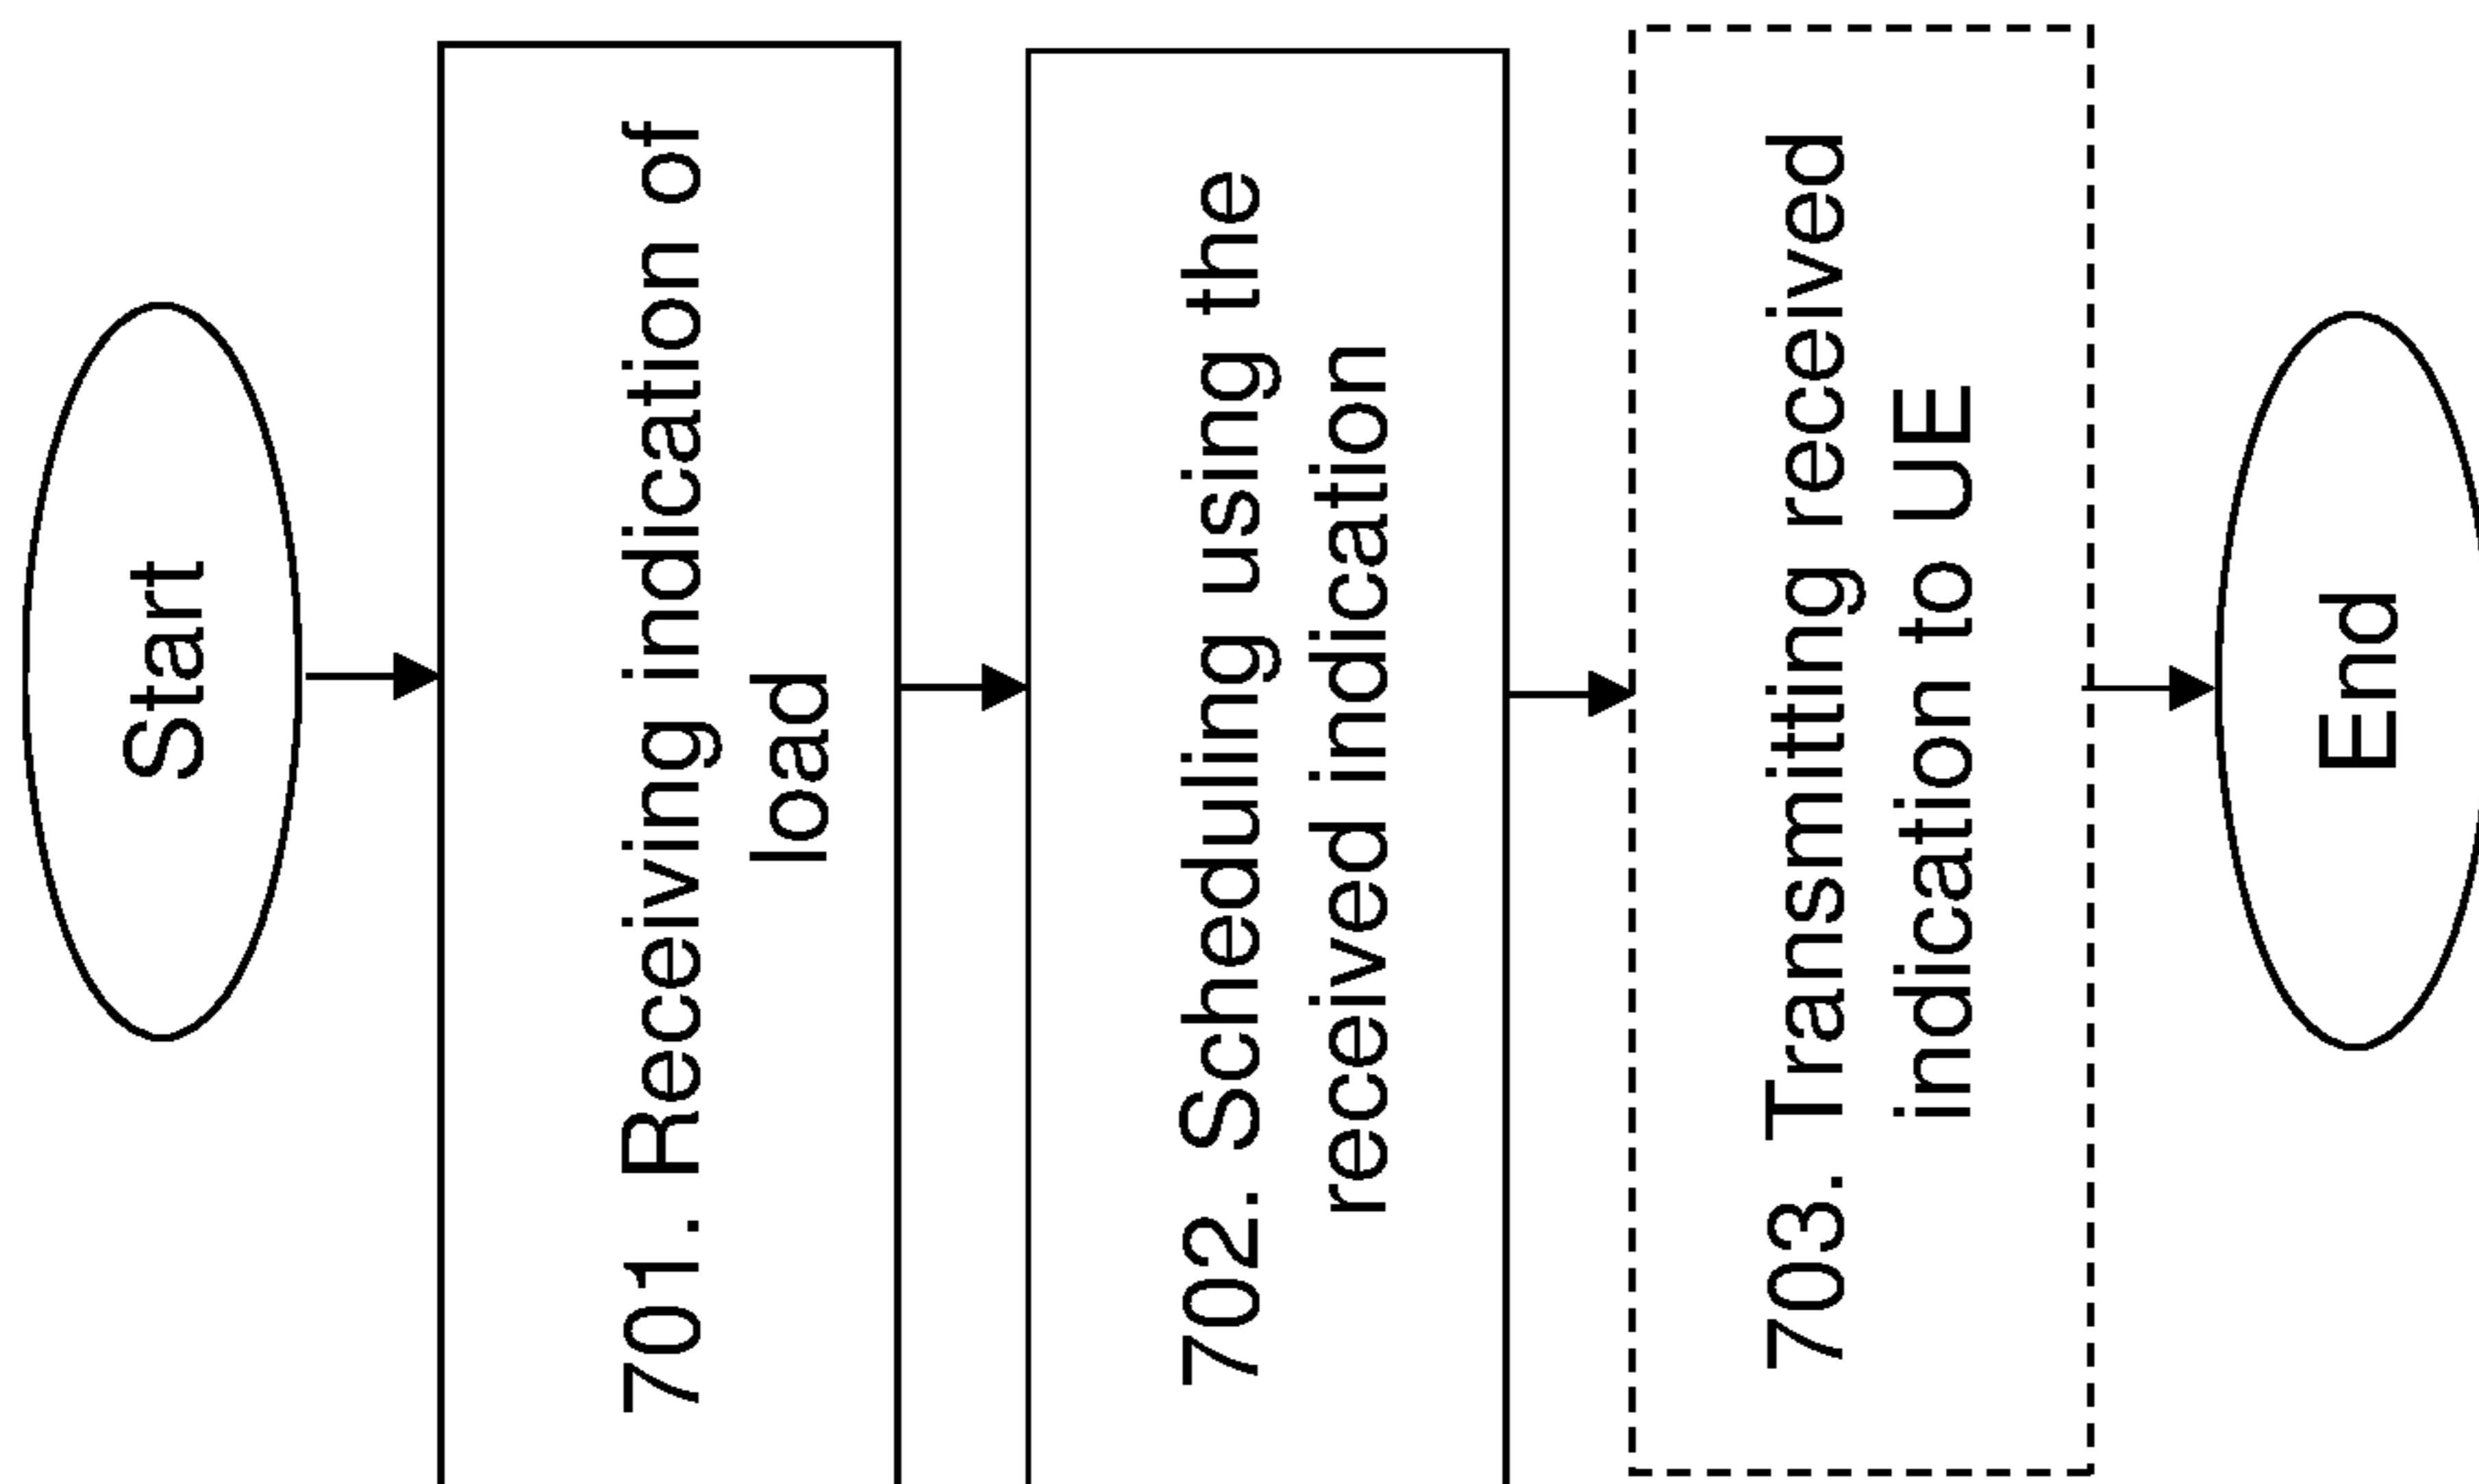 Start
701. Receiving indication of
load
702. Scheduling using the
received indication
703. Transmitting received
indication to UE
End